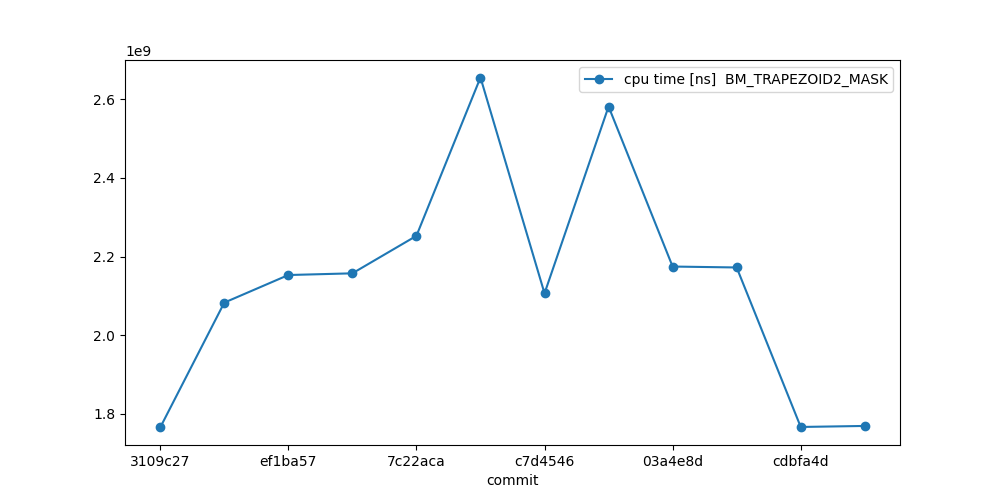 1e9
cpu time [ns]  BM_TRAPEZOID2_MASK
2.6
2.4
2.2
2.0
1.8
3109c27 ef1ba57 7c22aca c7d4546 03a4e8d cdbfa4d
commit